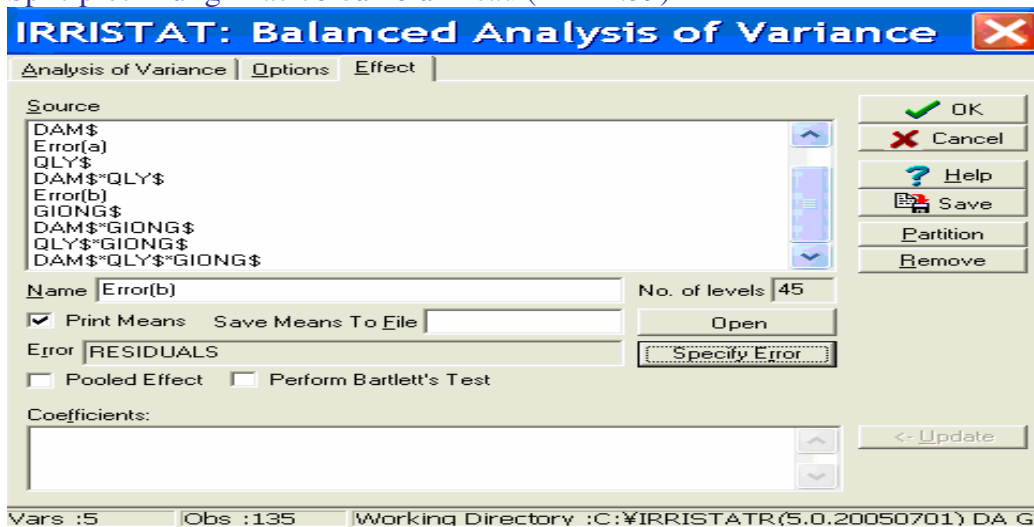 IRRISTAT: Balanced Analysis of Variance
Analysis of Variance Options Effect
Source
DAM$
Error(a)
QLY$
DAM$*QLY$
Error(b)
GIONG$
DAM$*GIONG$
QLY$*GIONG$
DAM$*QLY$*GIONG$
OK
Cancel
Help
Save
Partition
Remove
Name Error(b) No. of levels 45
Print Means Save Means To File Open
Error RESIDUALS Specify Error
Pooled Effect Perform Bartlett's Test
Coefficients:
<- Update
Vars :5 Obs :135 Working Directory :C:¥IRRISTATR(5.0.20050701) DA G